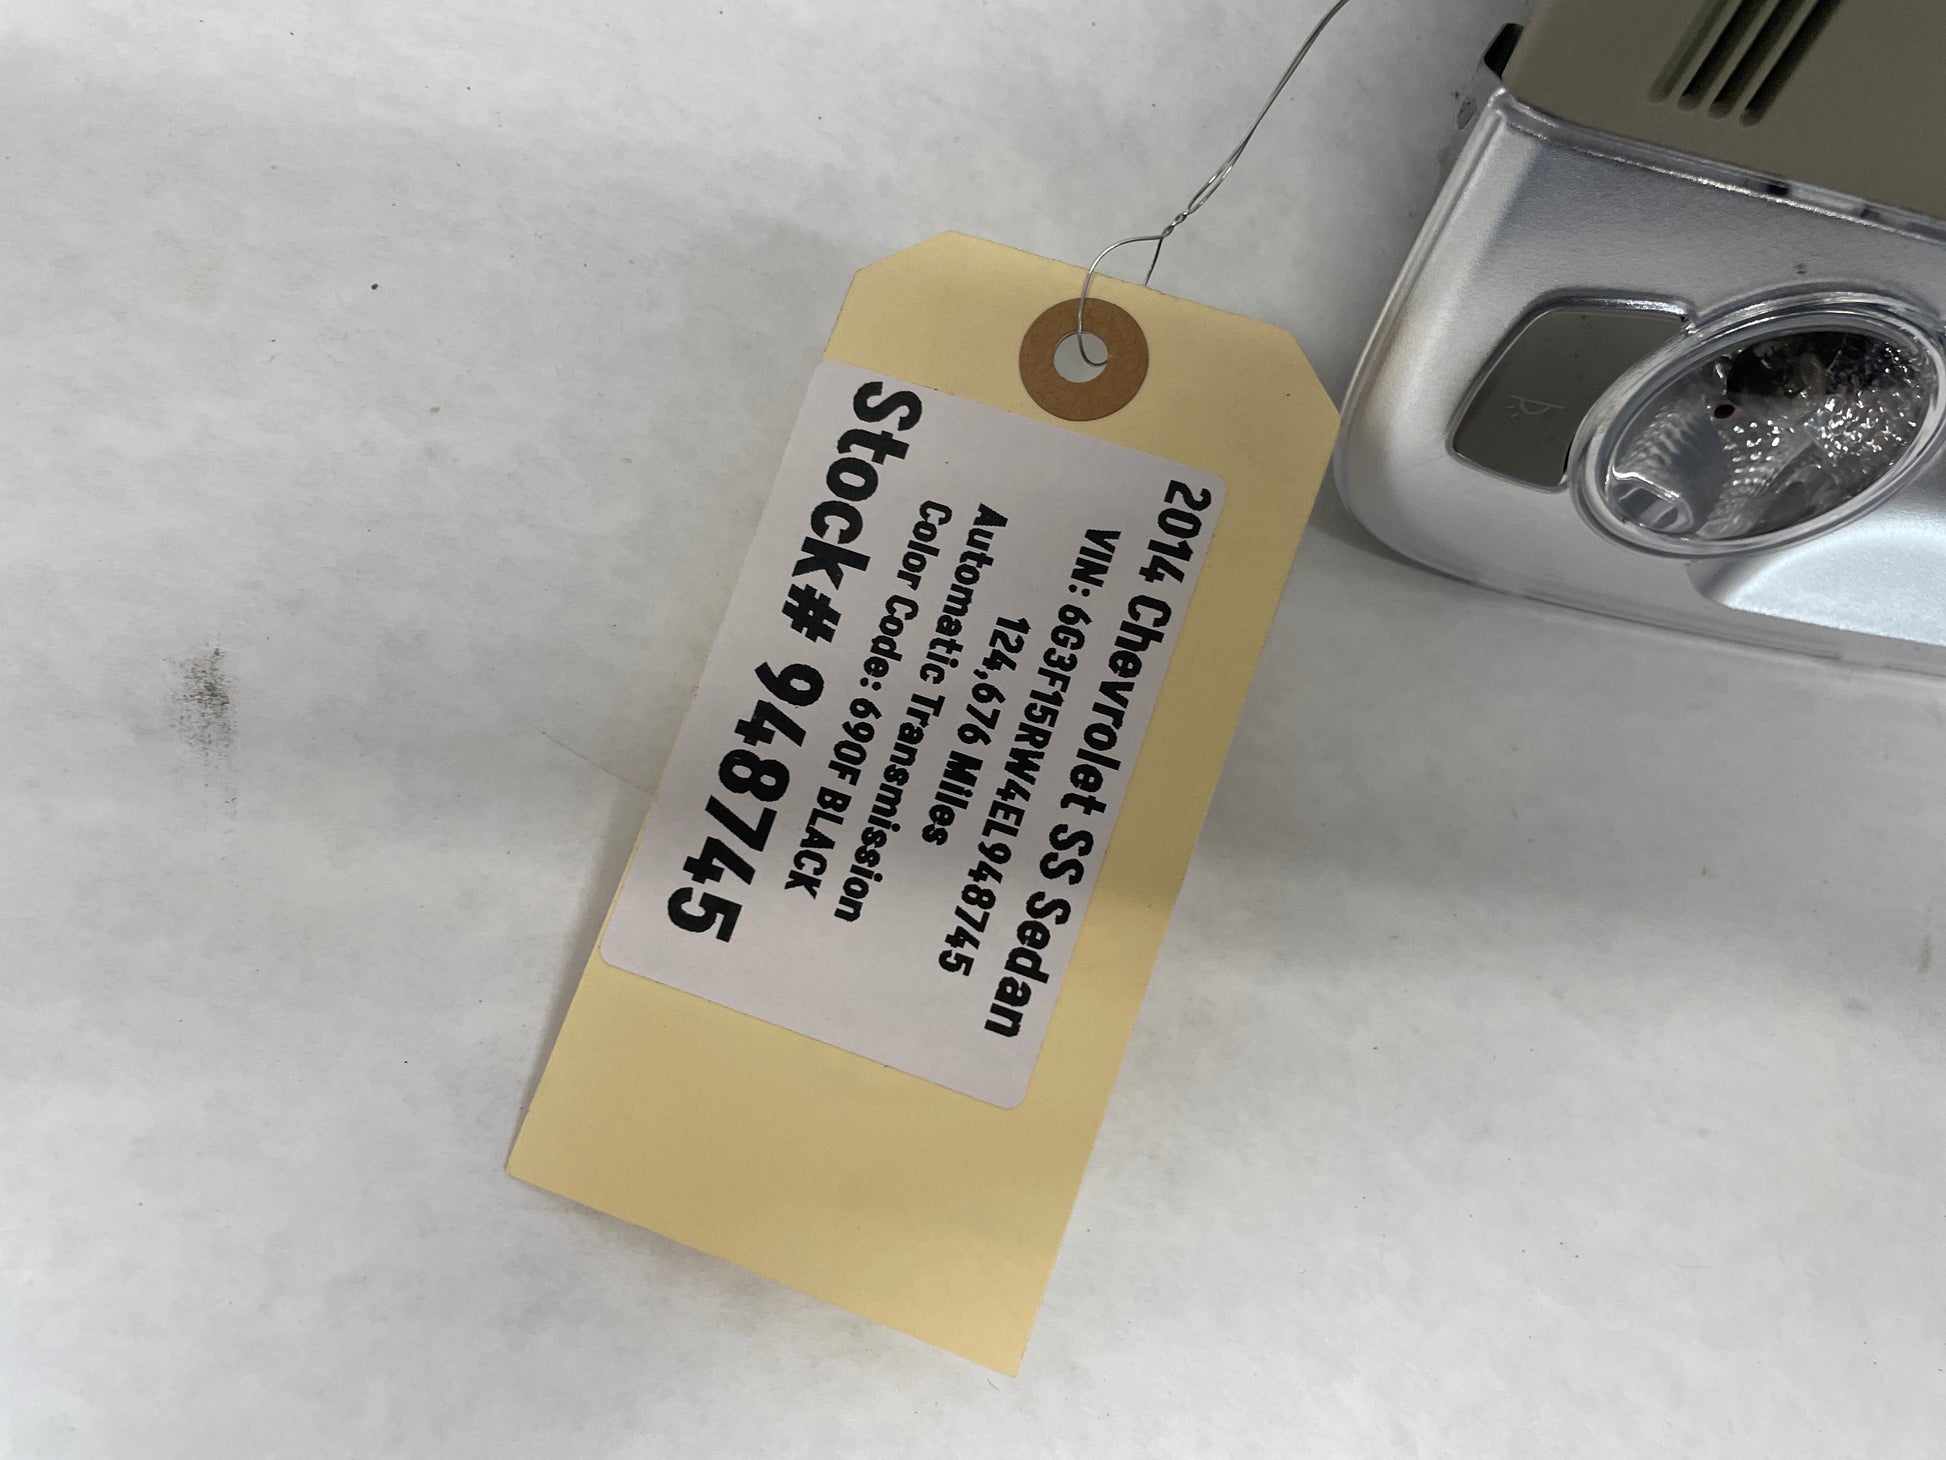 2014 Chevrolet SS Sedan
VIN: 6G3F15RW4EL948745
124,676 Miles
Automatic Transmission
Color Code: 690F BLACK
Stock# 948745